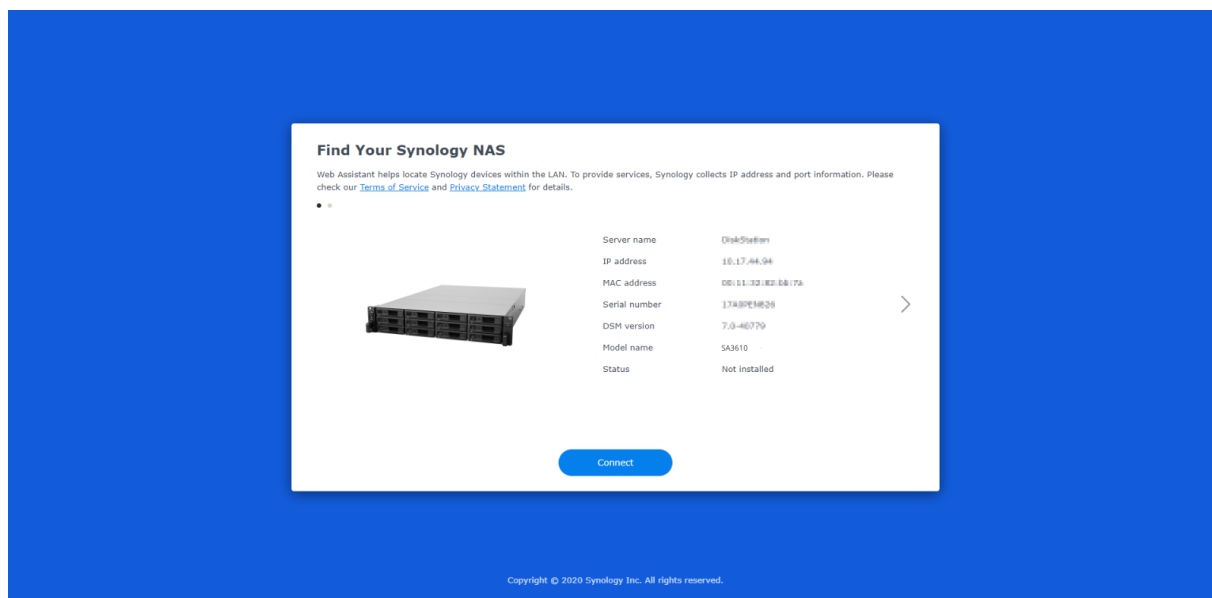 Find Your Synology NAS
Web Assistant helps locate Synology devices within the LAN. To provide services, Synology collects IP address and port information. Please
check our Terms of Service and Privacy Statement for details.
Server name DiskStation
IP address
MAC address
Serial number
DSM version
Model name SA3610
Status Not installed
Connect
Copyright © 2020 Synology Inc. All rights reserved.